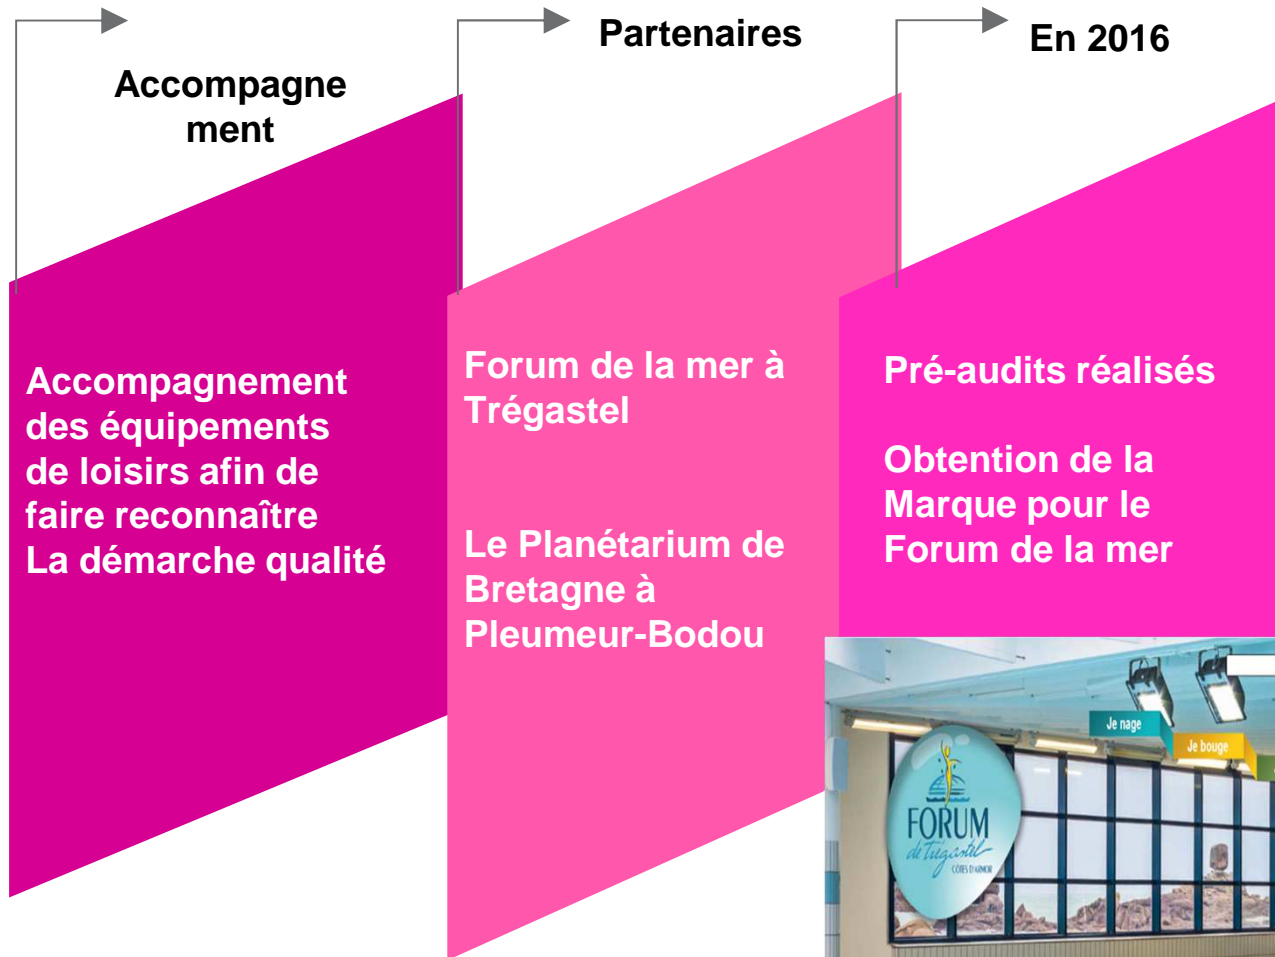 Accompagne
ment
Accompagnement
des équipements
de loisirs afin de
faire reconnaître
La démarche qualité
Partenaires
Forum de la mer à
Trégastel
Le Planétarium de
Bretagne à
Pleumeur-Bodou
En 2016
Pré-audits réalisés
Obtention de la
Marque pour le
Forum de la mer
Je nage
Je bouge
FORUM
de Trégastel
CÔTES D'ARMOR